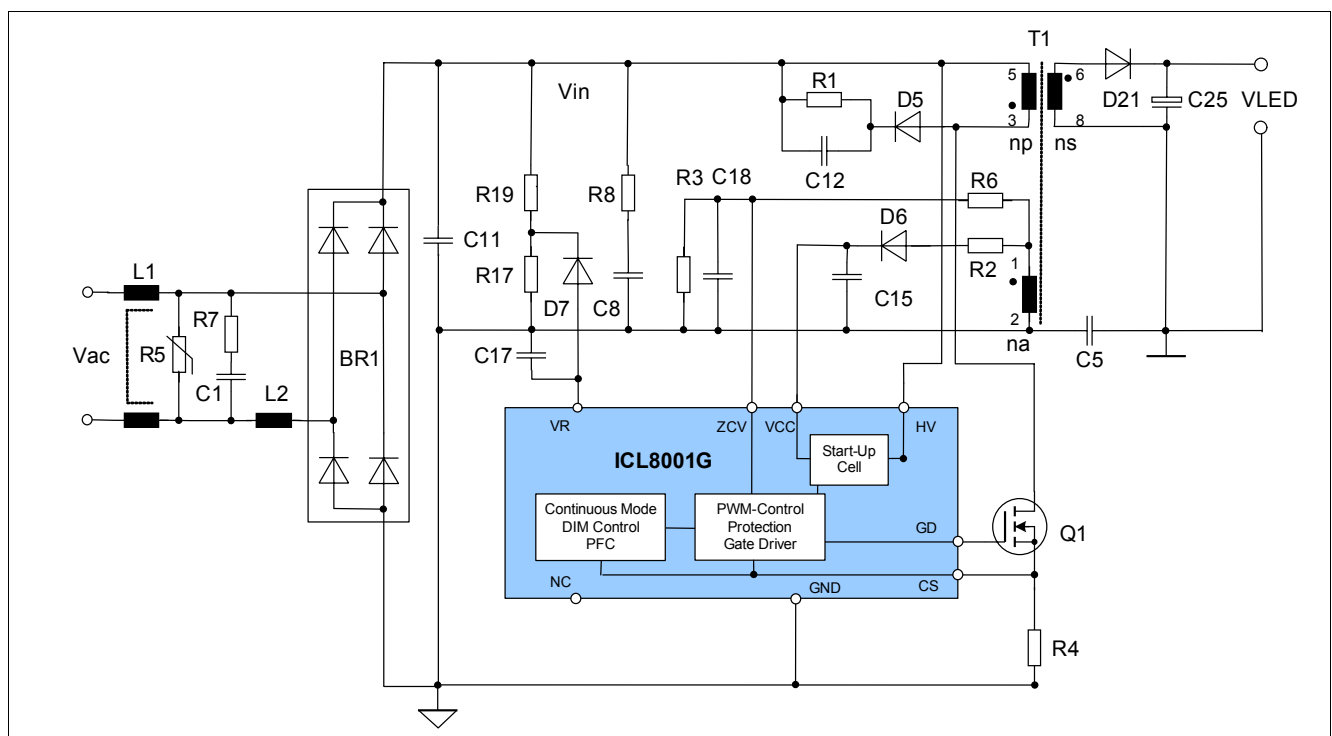 T1
Vin
R1
D5
5
3
6
8
D21
C25
VLED
np
ns
C12
R19
R8
R3
C18
R6
D6
C11
R17
D7
C8
C15
R2
1
2
na
C5
L1
R7
Vac
R5
C1
L2
BR1
C17
VR
ZCV
VCC
HV
ICL8001G
Start-Up
Cell
Continuous Mode
DIM Control
PFC
PWM-Control
Protection
Gate Driver
GD
Q1
NC
GND
CS
R4